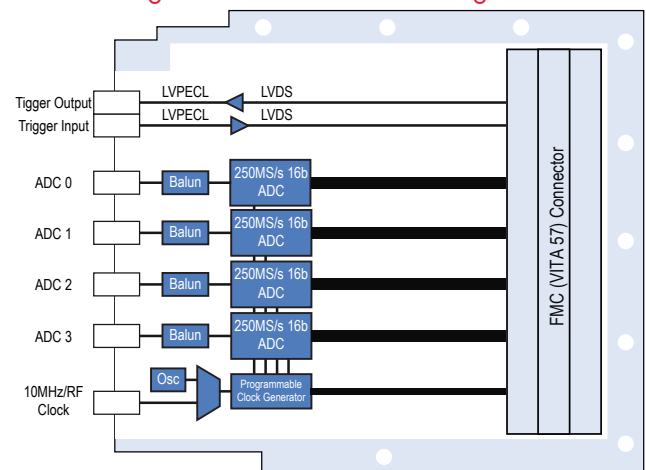 Tigger Output
LVPECL
LVDS
Trigger Input
LVPECL
LVDS
ADC 0
Balun
250MS/s 16b
ADC
ADC 1
Balun
250MS/s 16b
ADC
ADC 2
Balun
250MS/s 16b
ADC
ADC 3
Balun
250MS/s 16b
ADC
10MHz/RF
Clock
Osc
Programmable
Clock Generator
FMC (VITA 57) Connector